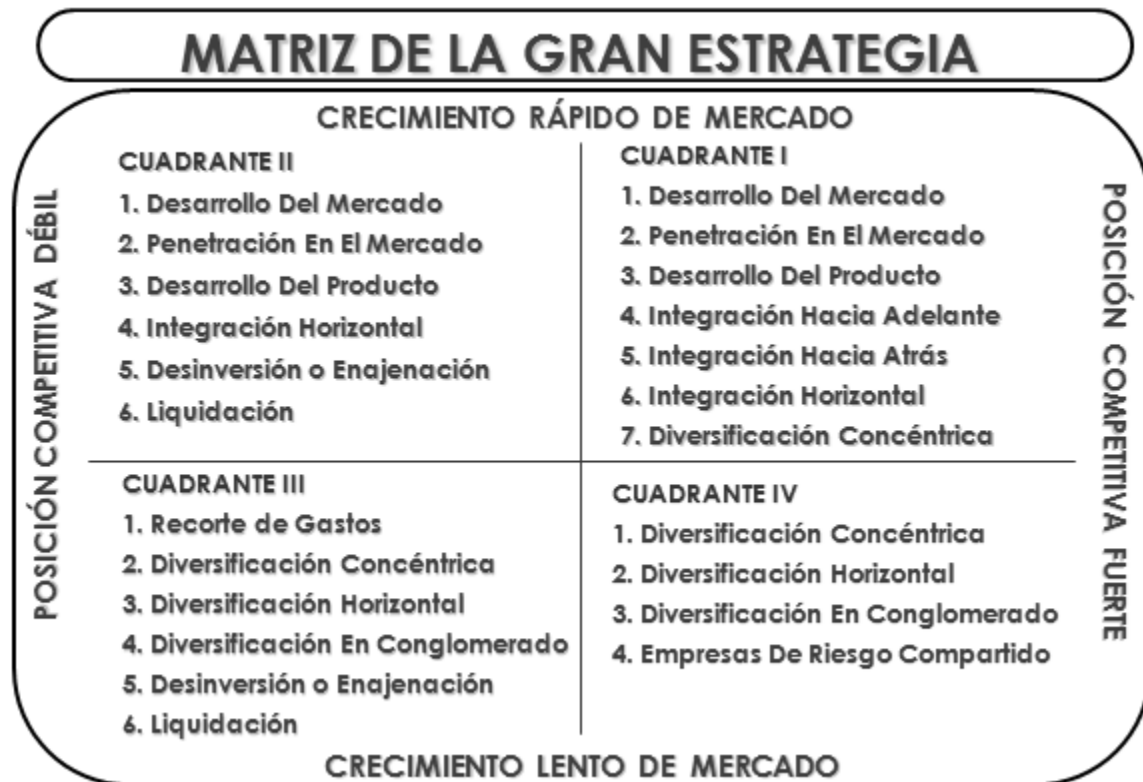 MATRIZ DE LA GRAN ESTRATEGIA
CRECIMIENTO RÁPIDO DE MERCADO
POSICIÓN COMPETITIVA DÉBIL
CUADRANTE II
1. Desarrollo Del Mercado
2. Penetración En El Mercado
3. Desarrollo Del Producto
4. Integración Horizontal
5. Desinversión o Enajenación
6. Liquidación
CUADRANTE I
1. Desarrollo Del Mercado
2. Penetración En El Mercado
3. Desarrollo Del Producto
4. Integración Hacia Adelante
5. Integración Hacia Atrás
6. Integración Horizontal
7. Diversificación Concéntrica
POSICIÓN COMPETITIVA FUERTE
CUADRANTE III
1. Recorte de Gastos
2. Diversificación Concéntrica
3. Diversificación Horizontal
4. Diversificación En Conglomerado
5. Desinversión o Enajenación
6. Liquidación
CUADRANTE IV
1. Diversificación Concéntrica
2. Diversificación Horizontal
3. Diversificación En Conglomerado
4. Empresas De Riesgo Compartido
CRECIMIENTO LENTO DE MERCADO